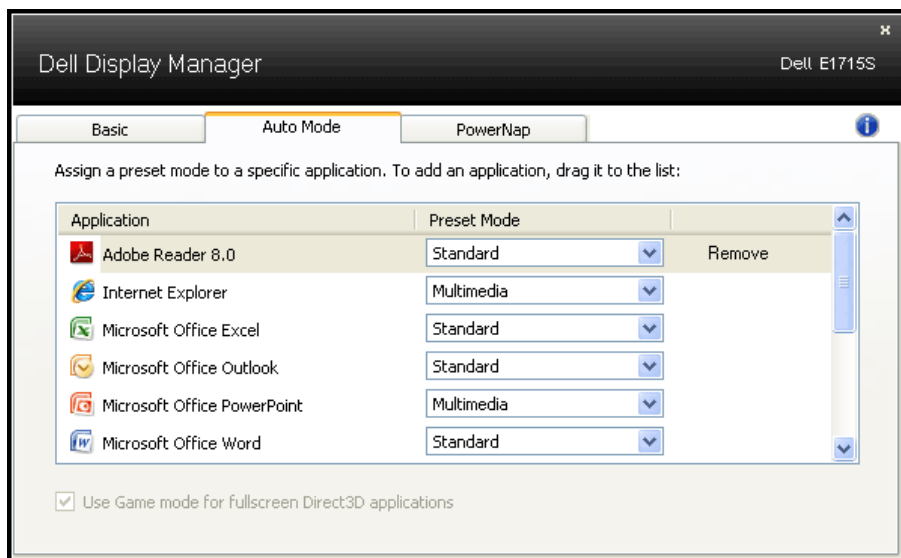 Dell Display Manager
Dell E1715S
Basic Auto Mode PowerNap
Assign a preset mode to a specific application. To add an application, drag it to the list:
Application Preset Mode
Adobe Reader 8.0 Standard Remove
Internet Explorer Multimedia
Microsoft Office Excel Standard
Microsoft Office Outlook Standard
Microsoft Office PowerPoint Multimedia
Microsoft Office Word Standard
Use Game mode for fullscreen Direct3D applications